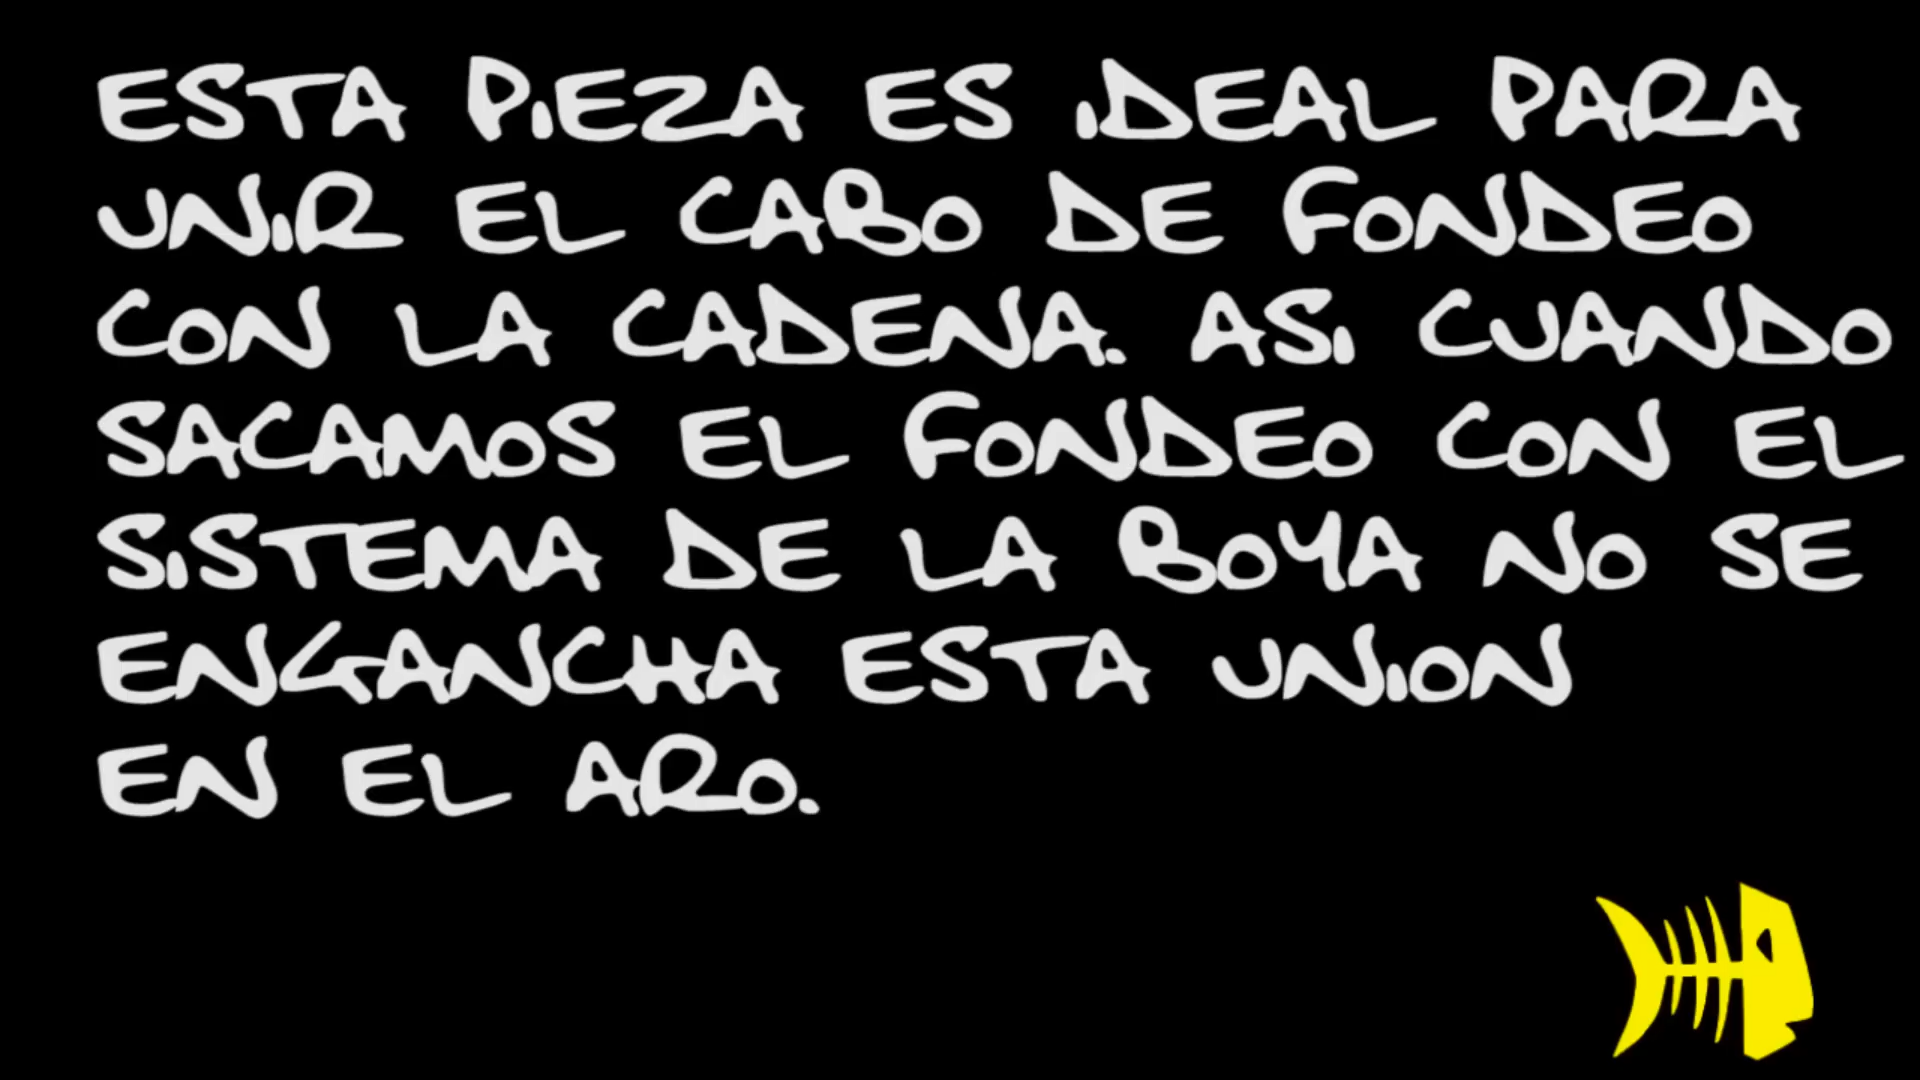 ESTA PIEZA ES IDEAL PARA
UNIR EL CABO DE FONDEO
CON LA CADENA. ASI CUANDO
SACAMOS EL FONDEO CON EL
SISTEMA DE LA BOYA NO SE
ENGANCHA ESTA UNION
EN EL ARO.